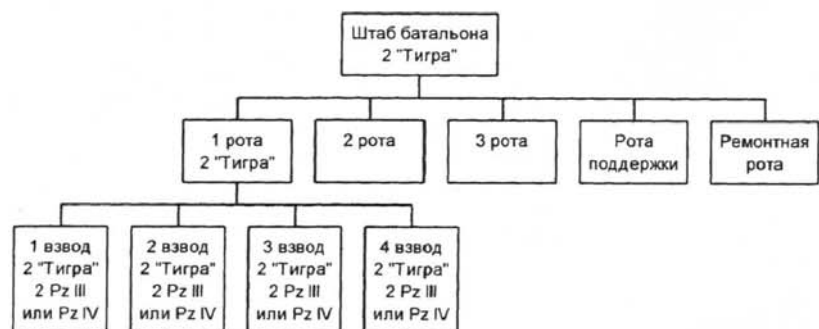 Штаб батальона
2 "Тигра"
1 рота
2 "Тигра"
2 рота
3 рота
Рота
поддержки
Ремонтная
рота
1 взвод
2 "Тигра"
2 Pz III
или Pz IV
2 взвод
2 "Тигра"
2 Pz III
или Pz IV
3 взвод
2 "Тигра"
2 Pz III
или Pz IV
4 взвод
2 "Тигра"
2 Pz III
или Pz IV